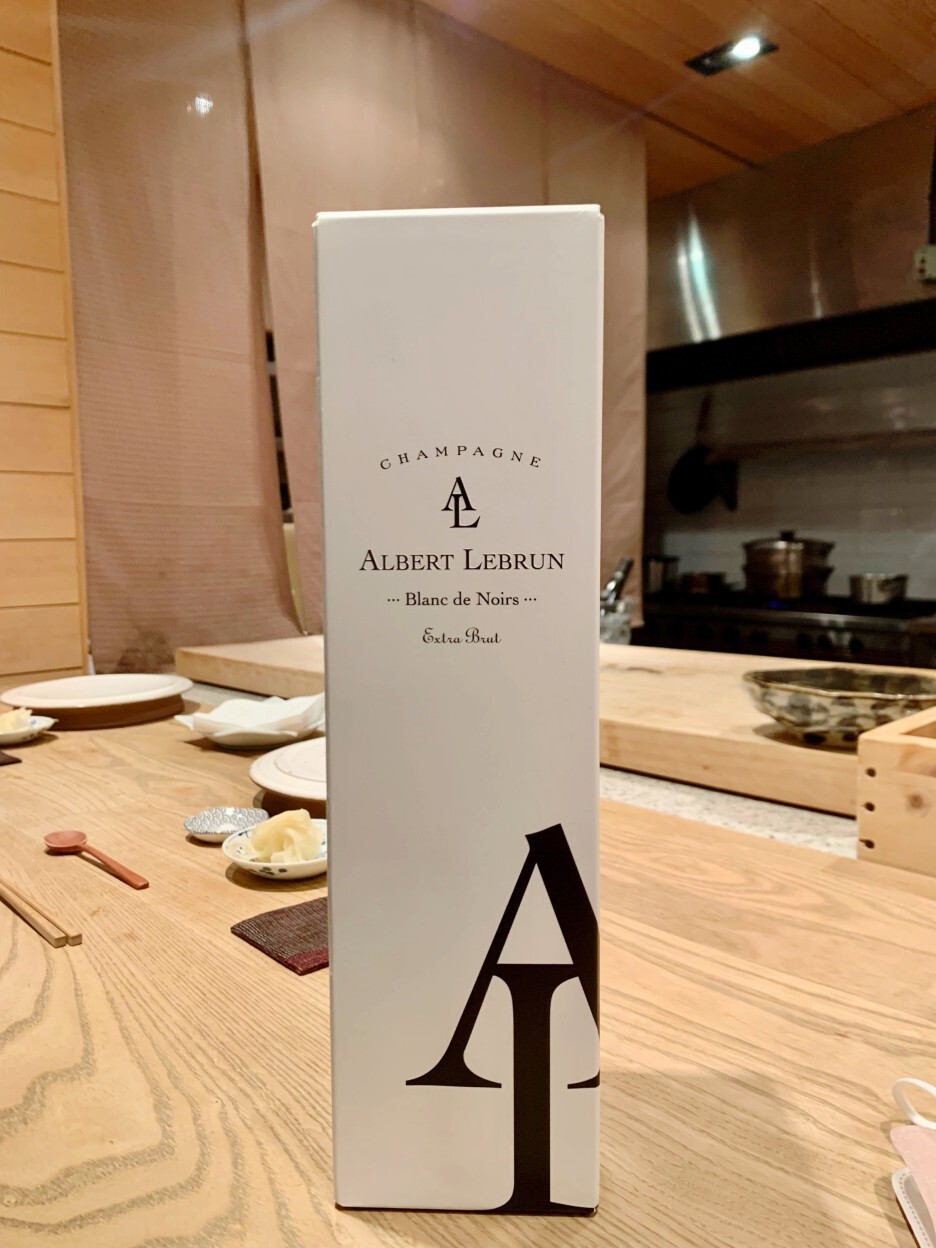 CHAMPAGNE
AL
ALBERT LEBRUN
··· Blanc de Noirs ···
Extra Brut
AL